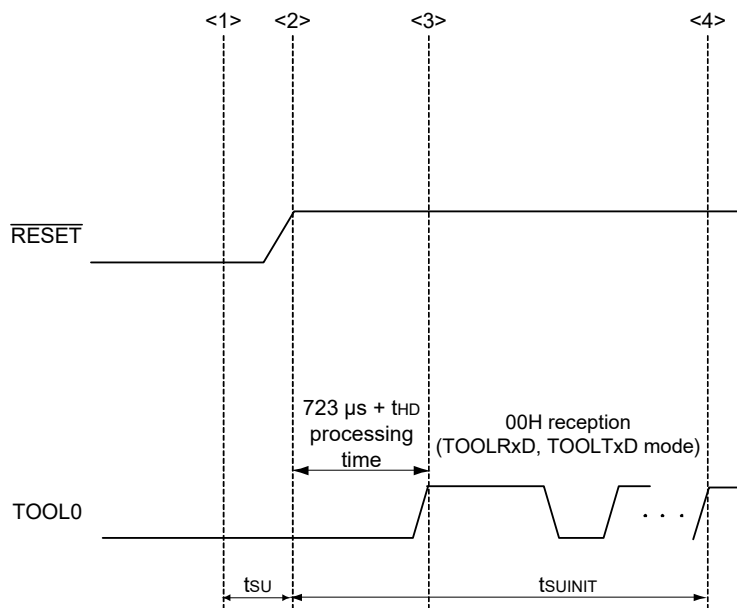 <1> <2> <3> <4>
RESET
723 µs + tHD
processing
time
00H reception
(TOOLRxD, TOOLTxD mode)
TOOL0
. . .
tSU
tSUINIT